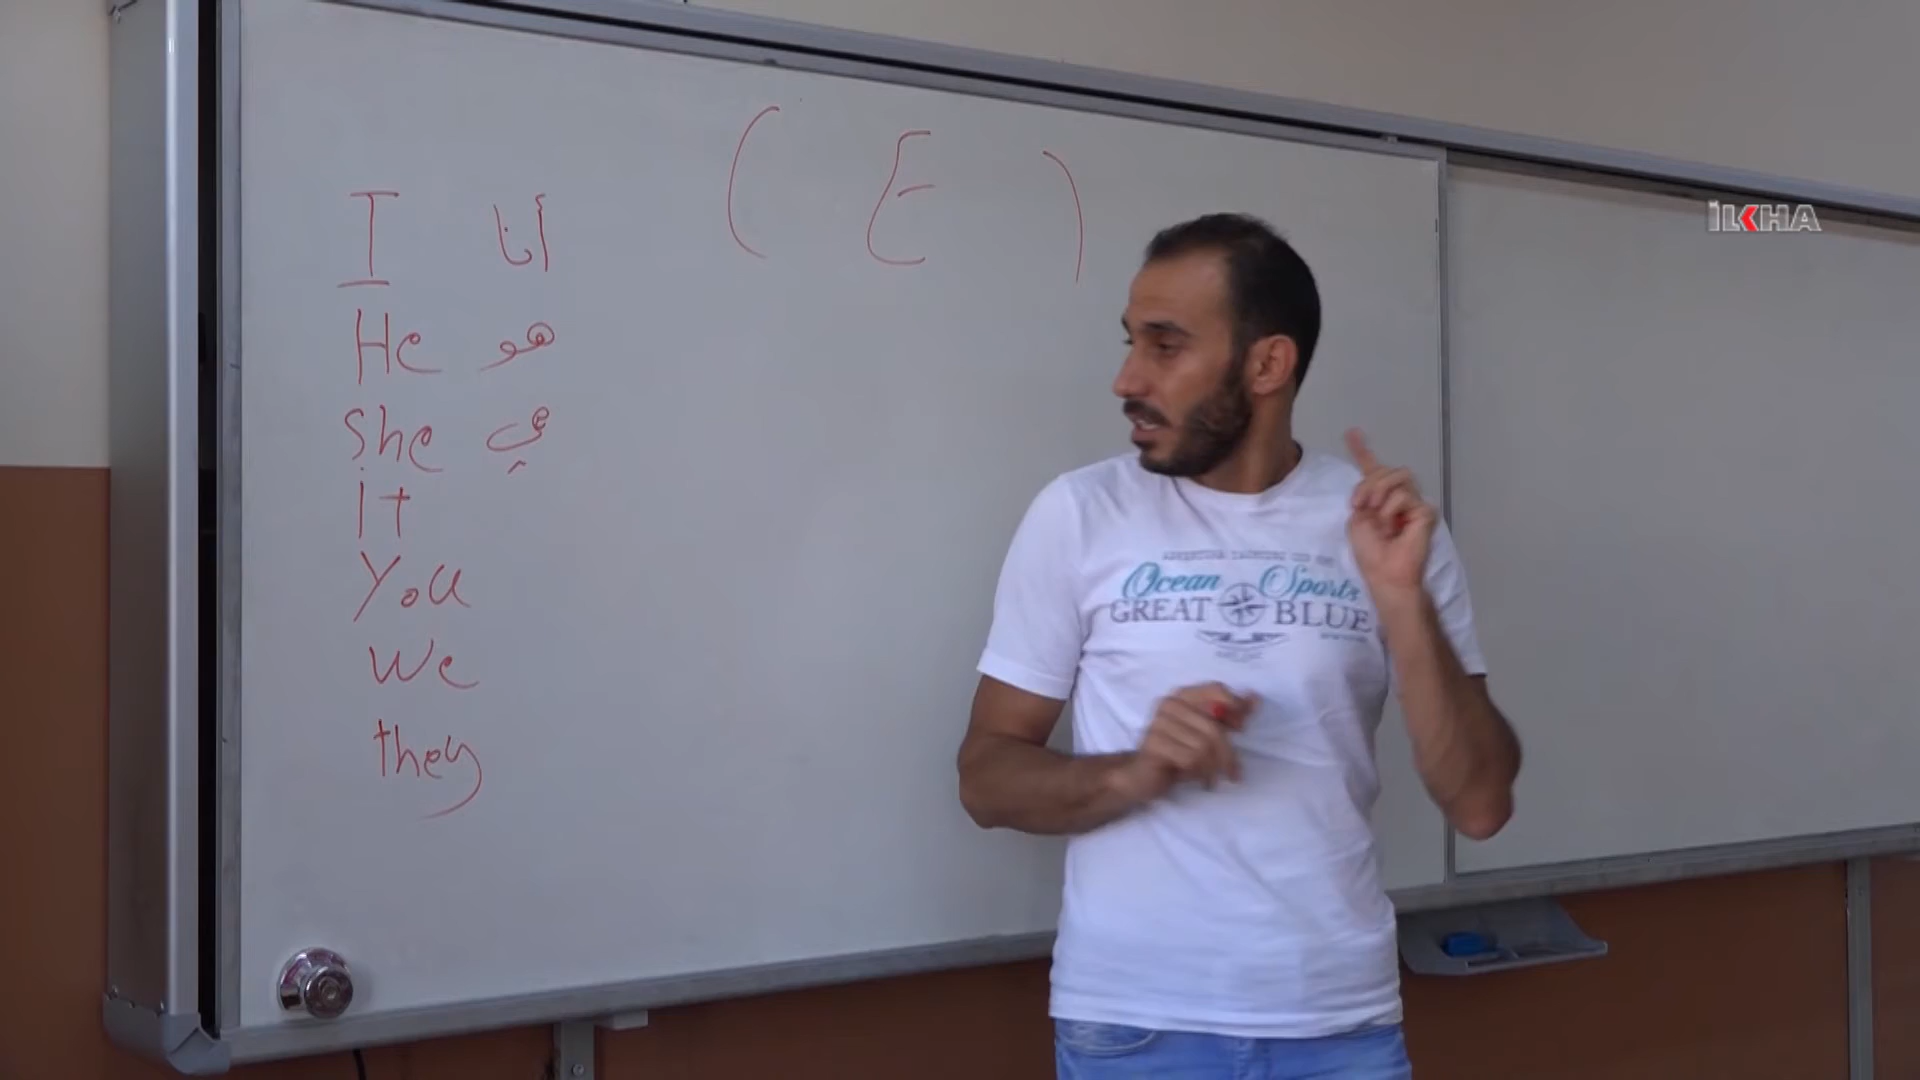 ( E )
I أنا
He هو
She هي
it
You
We
they
İLKHA
Ocean Sports
GREAT BLUE